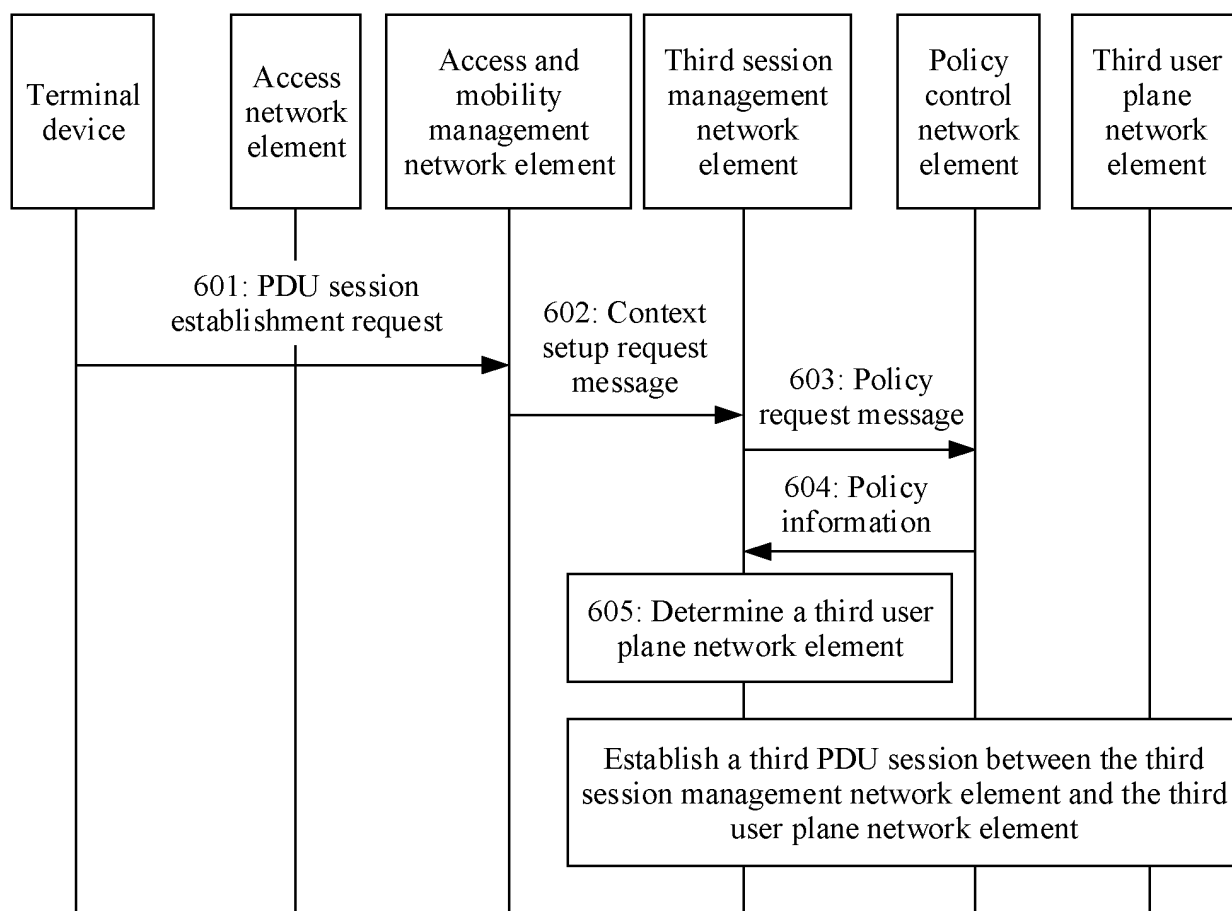 Terminal
device
Access
network
element
Access and
mobility
management
network element
Third session
management
network
element
Policy
control
network
element
Third user
plane
network
element
601: PDU session
establishment request
602: Context
setup request
message
603: Policy
request message
604: Policy
information
605: Determine a third user
plane network element
Establish a third PDU session between the third
session management network element and the third
user plane network element